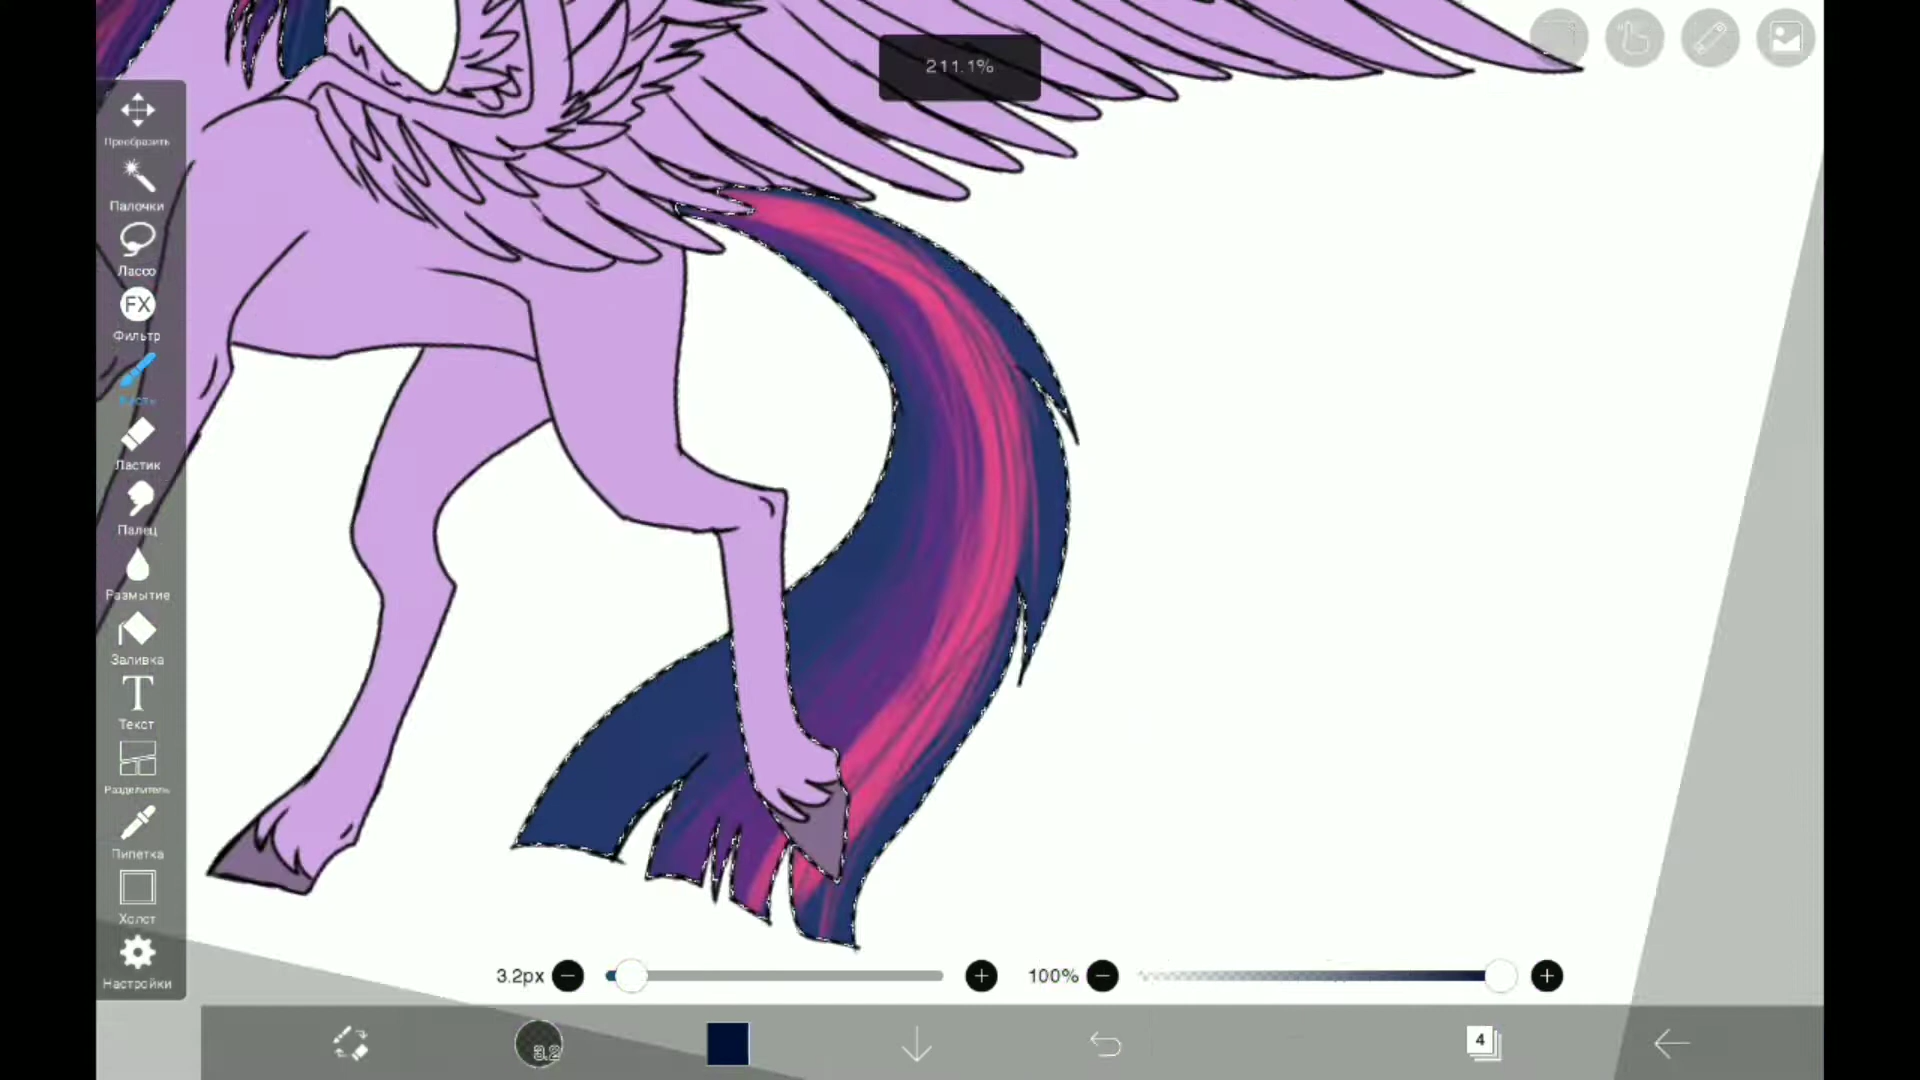 211.1%
Преобразить
Палочки
Лассо
FX
Фильтр
Кисть
Ластик
Палец
Размытие
Заливка
T
Текст
Разделитель
Пипетка
Холст
Настройки
3.2px
100%
3.2
4